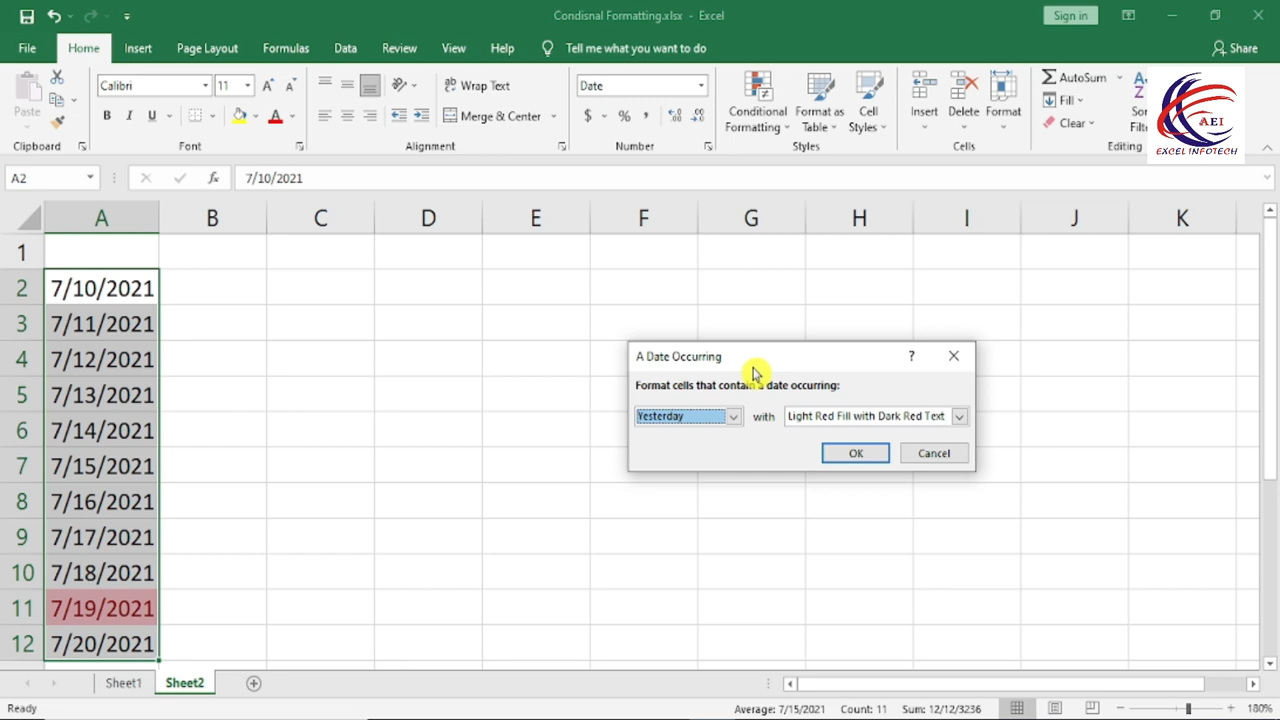 Condisnal Formatting.xlsx - Excel
Sign in
File Home Insert Page Layout Formulas Data Review View Help Tell me what you want to do Share
Calibri 11 Wrap Text Date AutoSum
Paste Conditional Formatting Format as Table Cell Styles Insert Delete Format Fill
B I U Merge & Center $ % , Clear
AEI
EXCEL INFOTECH
Clipboard Font Alignment Number Styles Cells Editing
A2 fx 7/10/2021
A B C D E F G H I J K
1
2 7/10/2021
3 7/11/2021
4 7/12/2021
5 7/13/2021
6 7/14/2021
7 7/15/2021
8 7/16/2021
9 7/17/2021
10 7/18/2021
11 7/19/2021
12 7/20/2021
A Date Occurring ?
Format cells that contain a date occurring:
Yesterday with Light Red Fill with Dark Red Text
OK Cancel
Sheet1 Sheet2
Ready Average: 7/15/2021 Count: 11 Sum: 12/12/3236 180%